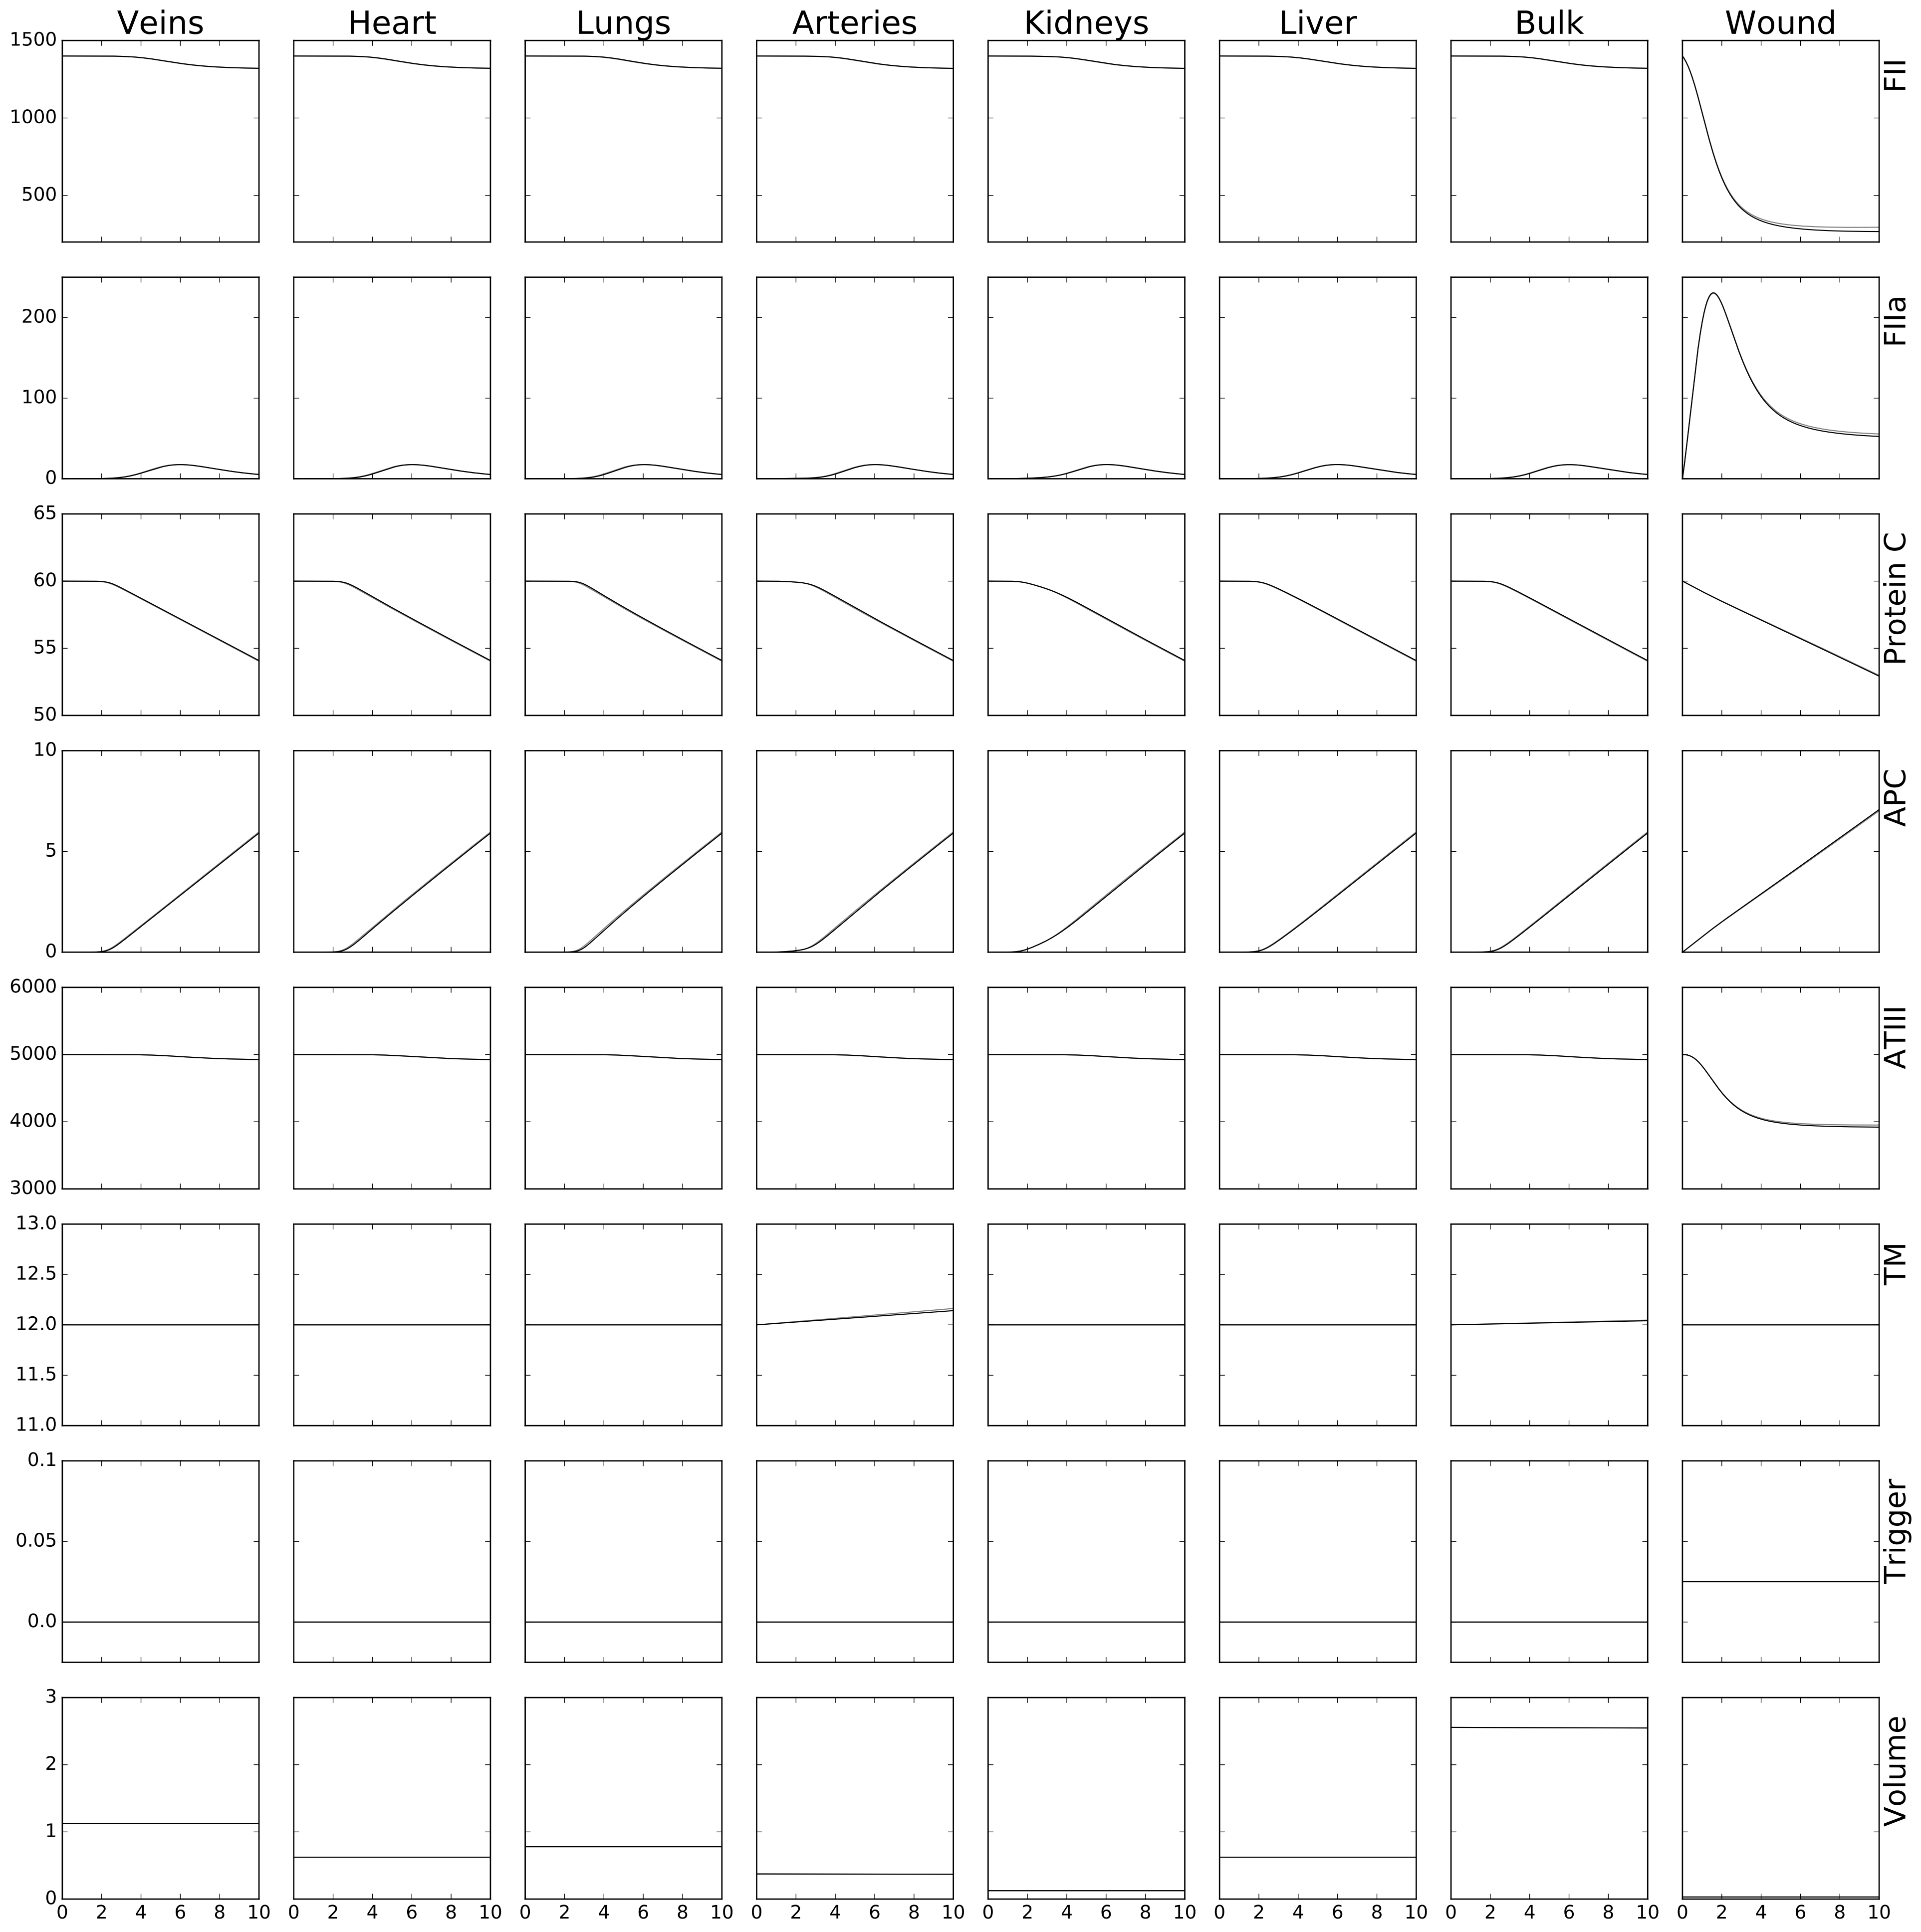 Veins Heart Lungs Arteries Kidneys Liver Bulk Wound
1500
1000
500
FII
200
100
0
FIIa
65
60
55
50
Protein C
10
5
0
APC
6000
5000
4000
3000
ATIII
13.0
12.5
12.0
11.5
11.0
TM
0.1
0.05
0.0
Trigger
3
2
1
0
Volume
0 2 4 6 8 10 0 2 4 6 8 10 0 2 4 6 8 10 0 2 4 6 8 10 0 2 4 6 8 10 0 2 4 6 8 10 0 2 4 6 8 10 0 2 4 6 8 10